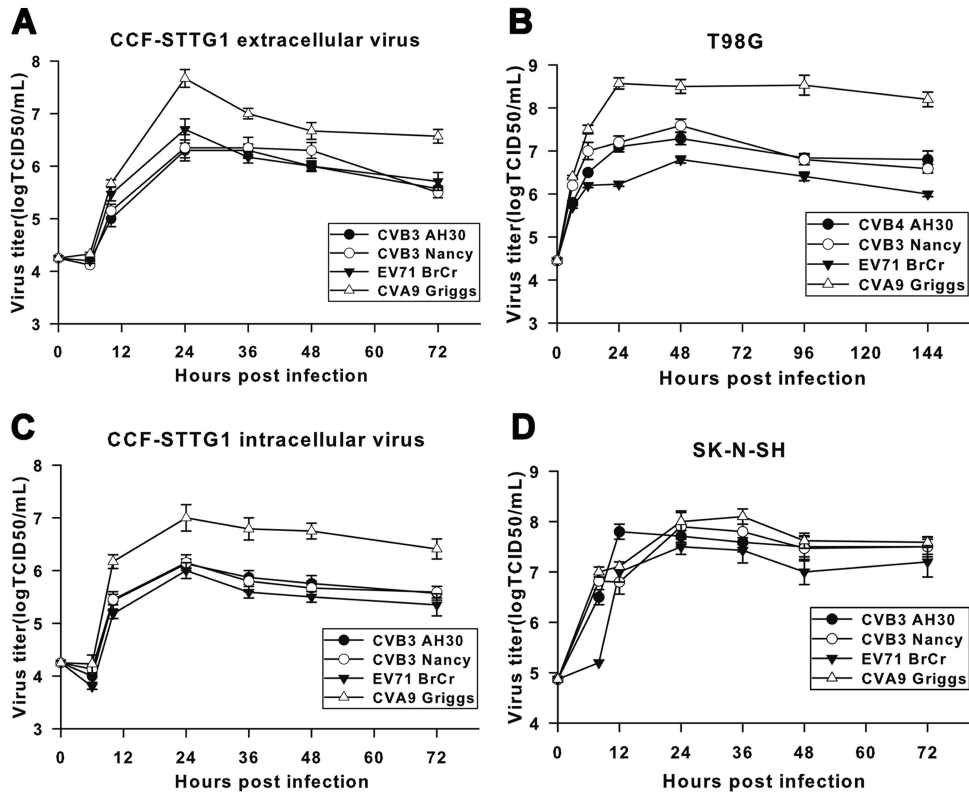 A
CCF-STTG1 extracellular virus
Virus titer(logTCID50/mL)
8
7
6
5
4
3
0 12 24 36 48 60 72
Hours post infection
CVB3 AH30
CVB3 Nancy
EV71 BrCr
CVA9 Griggs
B
T98G
Virus titer(logTCID50/mL)
9
8
7
6
5
4
3
0 24 48 72 96 120 144
Hours post infection
CVB4 AH30
CVB3 Nancy
EV71 BrCr
CVA9 Griggs
C
CCF-STTG1 intracellular virus
Virus titer(logTCID50/mL)
8
7
6
5
4
3
0 12 24 36 48 60 72
Hours post infection
CVB3 AH30
CVB3 Nancy
EV71 BrCr
CVA9 Griggs
D
SK-N-SH
Virus titer(logTCID50/mL)
9
8
7
6
5
4
0 12 24 36 48 60 72
Hours post infection
CVB3 AH30
CVB3 Nancy
EV71 BrCr
CVA9 Griggs